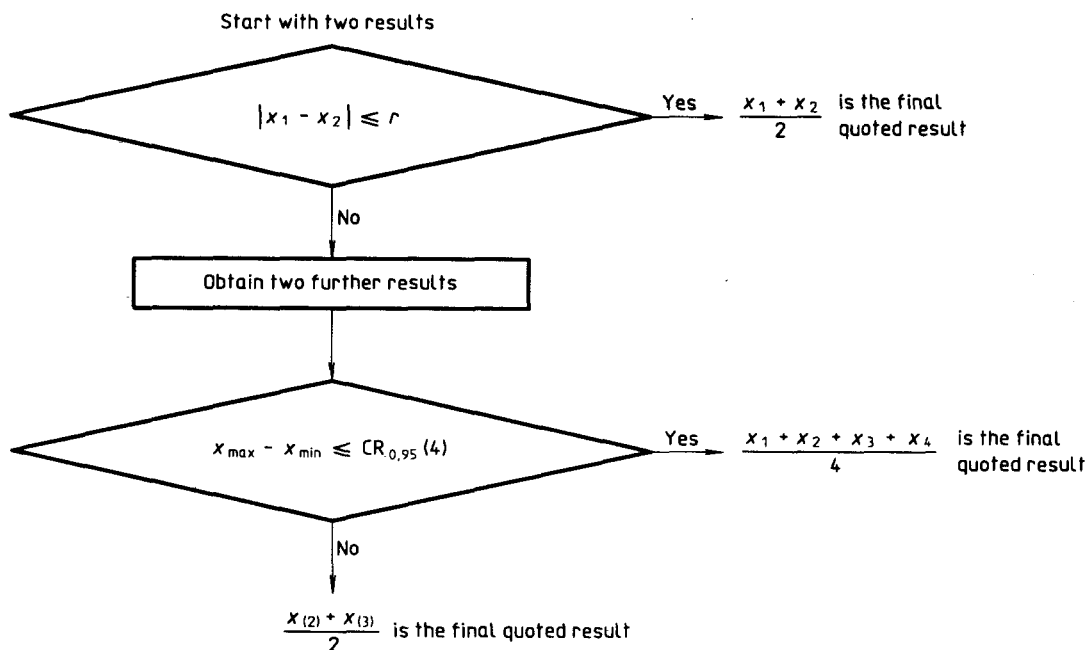 Start with two results
|x₁ - x₂| ≤ r
Yes
x₁ + x₂
2
is the final
quoted result
No
Obtain two further results
x_max - x_min ≤ CR₀,₉₅(4)
Yes
x₁ + x₂ + x₃ + x₄
4
is the final
quoted result
No
x₍₂₎ + x₍₃₎
2
is the final quoted result